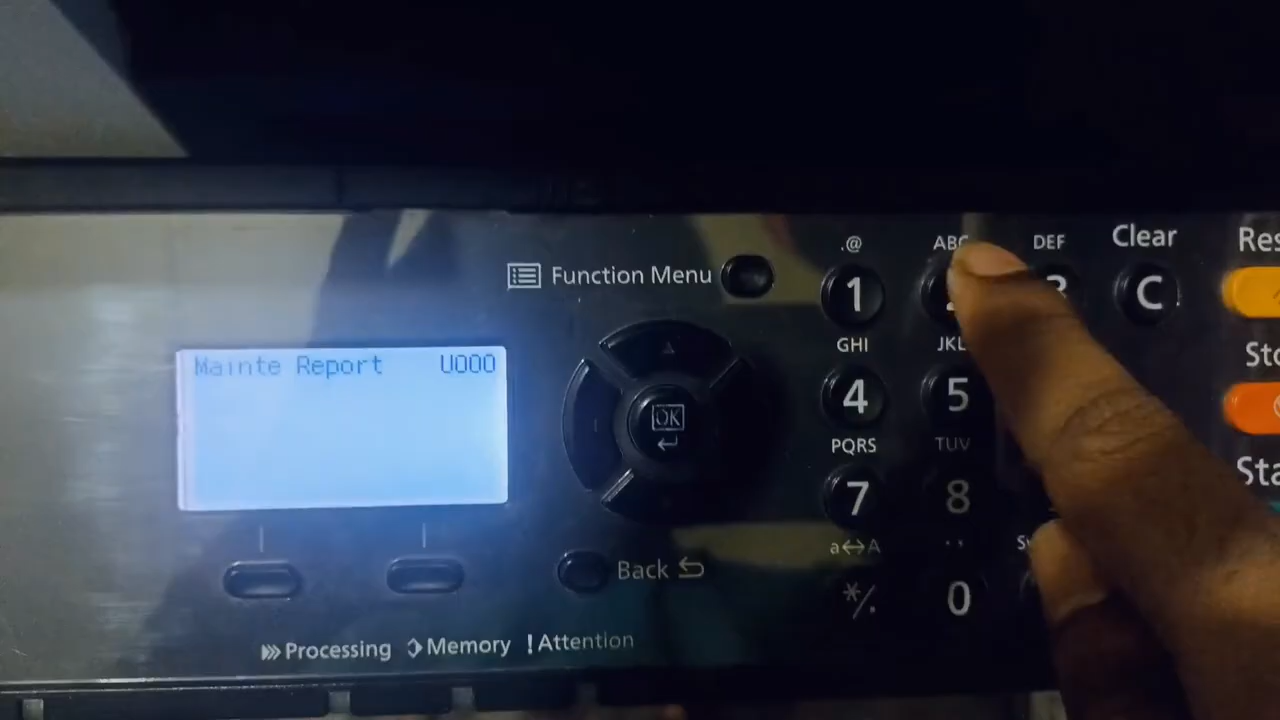 .@
ABC
DEF
Clear
Function Menu
1
C
Mainte Report U000
GHI
JKL
OK
4
5
PQRS
TUV
7
8
a↔A
Back
*/.
0
Processing
Memory
!Attention